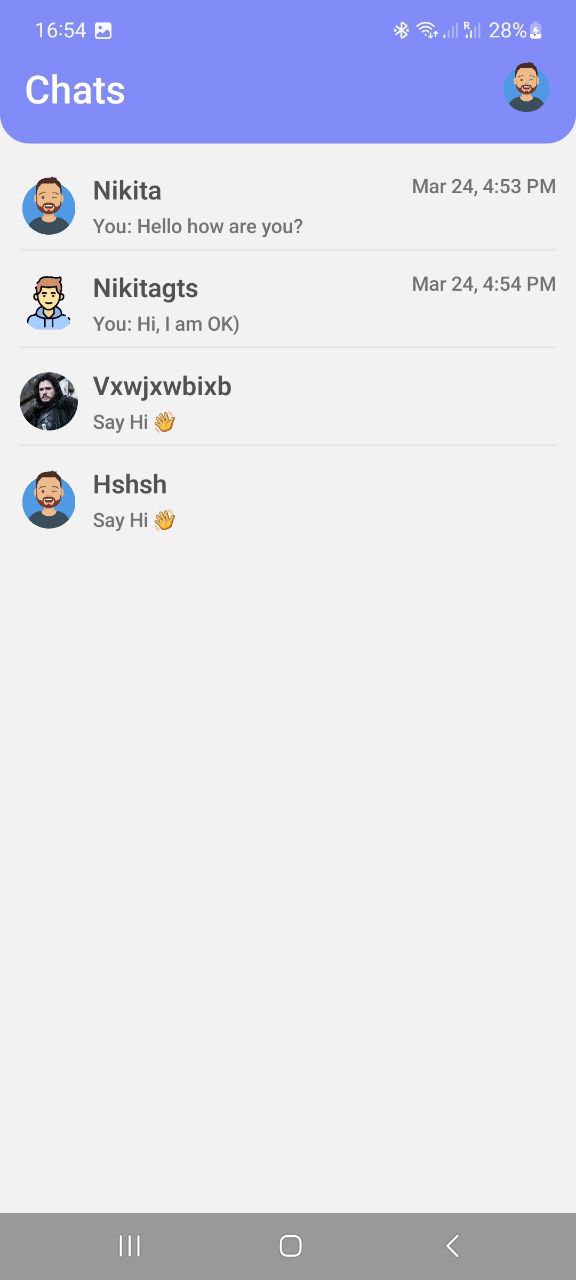 16:54
R
28%
Chats
Nikita
Mar 24, 4:53 PM
You: Hello how are you?
Nikitagts
Mar 24, 4:54 PM
You: Hi, I am OK)
Vxwjxwbixb
Say Hi 👋
Hshsh
Say Hi 👋